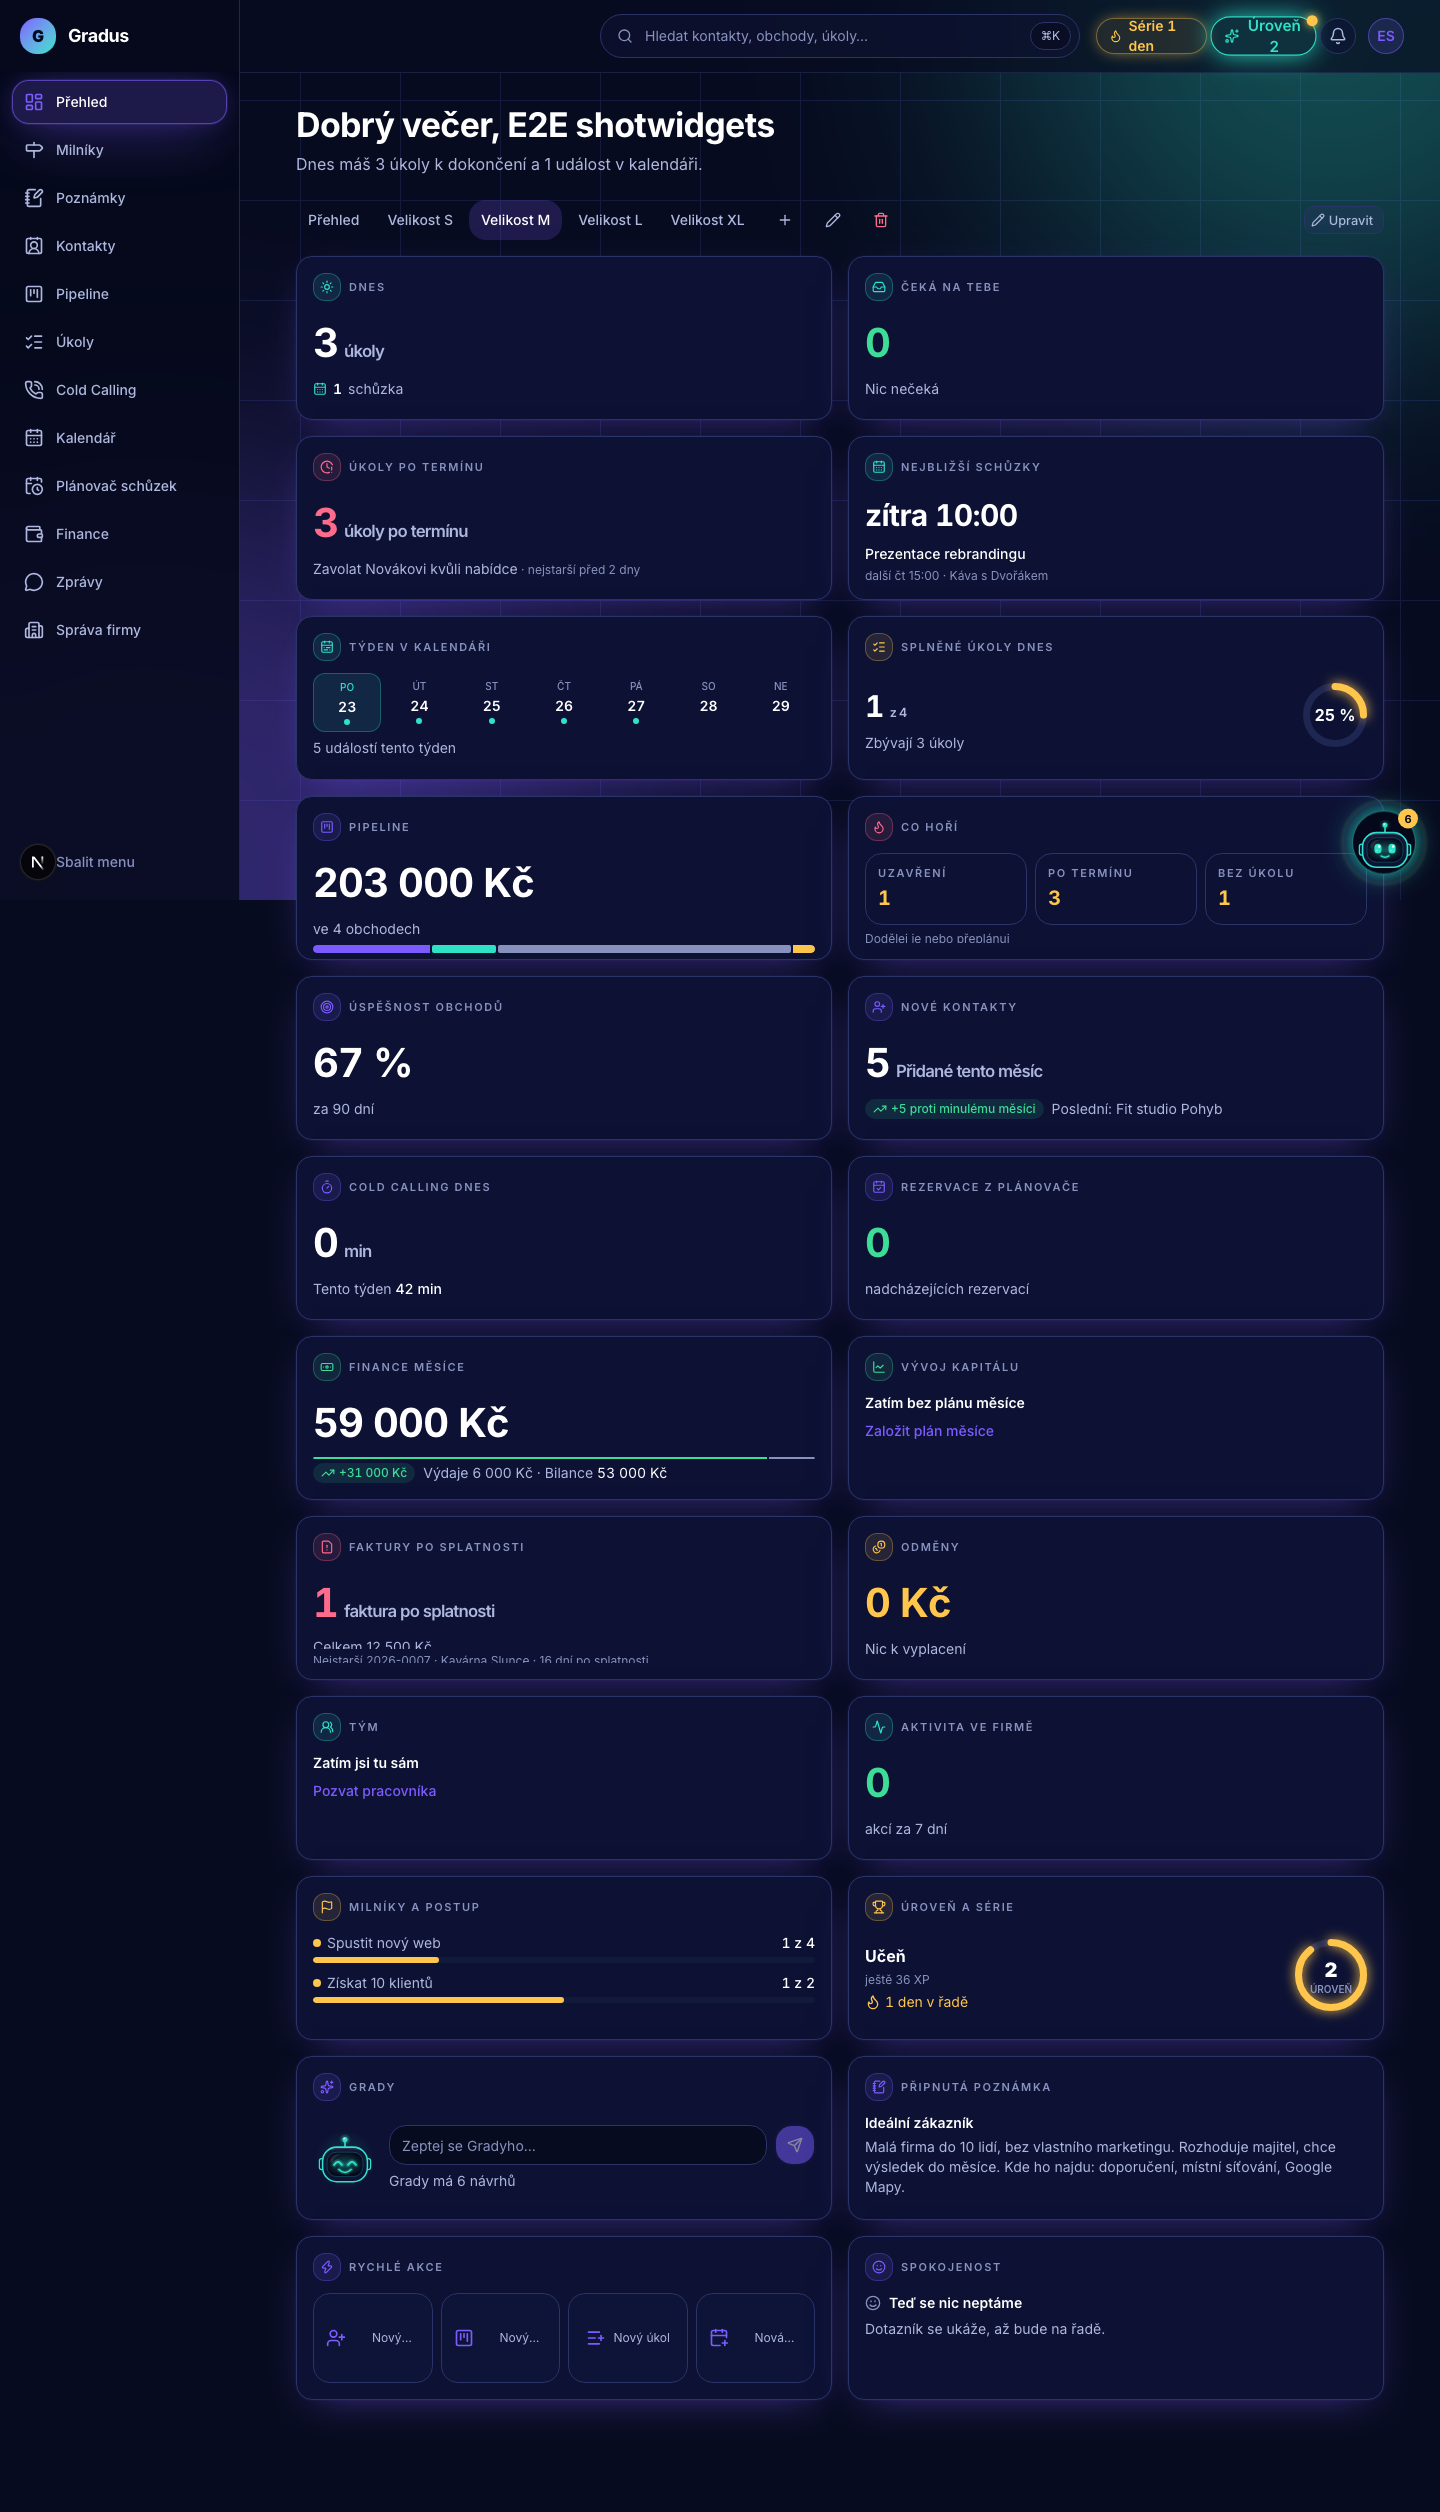 G Gradus
Hledat kontakty, obchody, úkoly...
⌘K
Série 1 den
Úroveň 2
ES
Přehled
Milníky
Poznámky
Kontakty
Pipeline
Úkoly
Cold Calling
Kalendář
Plánovač schůzek
Finance
Zprávy
Správa firmy
N Sbalit menu
Dobrý večer, E2E shotwidgets
Dnes máš 3 úkoly k dokončení a 1 událost v kalendáři.
Přehled Velikost S Velikost M Velikost L Velikost XL
Upravit
DNES
3 úkoly
1 schůzka
ČEKÁ NA TEBE
0
Nic nečeká
ÚKOLY PO TERMÍNU
3 úkoly po termínu
Zavolat Novákovi kvůli nabídce · nejstarší před 2 dny
NEJBLIŽŠÍ SCHŮZKY
zítra 10:00
Prezentace rebrandingu
další čt 15:00 · Káva s Dvořákem
TÝDEN V KALENDÁŘI
PO ÚT ST ČT PÁ SO NE
23 24 25 26 27 28 29
5 událostí tento týden
SPLNĚNÉ ÚKOLY DNES
1 z 4
Zbývají 3 úkoly
25 %
PIPELINE
203 000 Kč
ve 4 obchodech
CO HOŘÍ
UZAVŘENÍ PO TERMÍNU BEZ ÚKOLU
1 3 1
Dodělej je nebo přeplánuj
6
ÚSPĚŠNOST OBCHODŮ
67 %
za 90 dní
NOVÉ KONTAKTY
5 Přidané tento měsíc
+5 proti minulému měsíci Poslední: Fit studio Pohyb
COLD CALLING DNES
0 min
Tento týden 42 min
REZERVACE Z PLÁNOVAČE
0
nadcházejících rezervací
FINANCE MĚSÍCE
59 000 Kč
+31 000 Kč Výdaje 6 000 Kč · Bilance 53 000 Kč
VÝVOJ KAPITÁLU
Zatím bez plánu měsíce
Založit plán měsíce
FAKTURY PO SPLATNOSTI
1 faktura po splatnosti
Celkem 12 500 Kč
Nejstarší 2026-0007 · Kavárna Slunce · 16 dní po splatnosti
ODMĚNY
0 Kč
Nic k vyplacení
TÝM
Zatím jsi tu sám
Pozvat pracovníka
AKTIVITA VE FIRMĚ
0
akcí za 7 dní
MILNÍKY A POSTUP
Spustit nový web 1 z 4
Získat 10 klientů 1 z 2
ÚROVEŇ A SÉRIE
Učeň
ještě 36 XP
1 den v řadě
2
ÚROVEŇ
GRADY
Zeptej se Gradyho...
Grady má 6 návrhů
PŘIPNUTÁ POZNÁMKA
Ideální zákazník
Malá firma do 10 lidí, bez vlastního marketingu. Rozhoduje majitel, chce
výsledek do měsíce. Kde ho najdu: doporučení, místní síťování, Google
Mapy.
RYCHLÉ AKCE
Nový... Nový... Nový úkol Nová...
SPOKOJENOST
Teď se nic neptáme
Dotazník se ukáže, až bude na řadě.